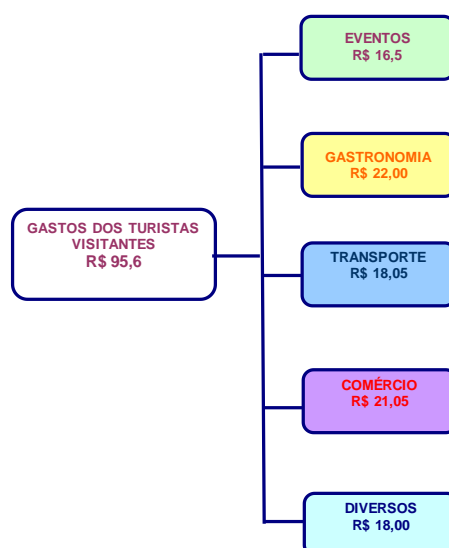 EVENTOS
R$ 16,5
GASTRONOMIA
R$ 22,00
GASTOS DOS TURISTAS
VISITANTES
R$ 95,6
TRANSPORTE
R$ 18,05
COMÉRCIO
R$ 21,05
DIVERSOS
R$ 18,00